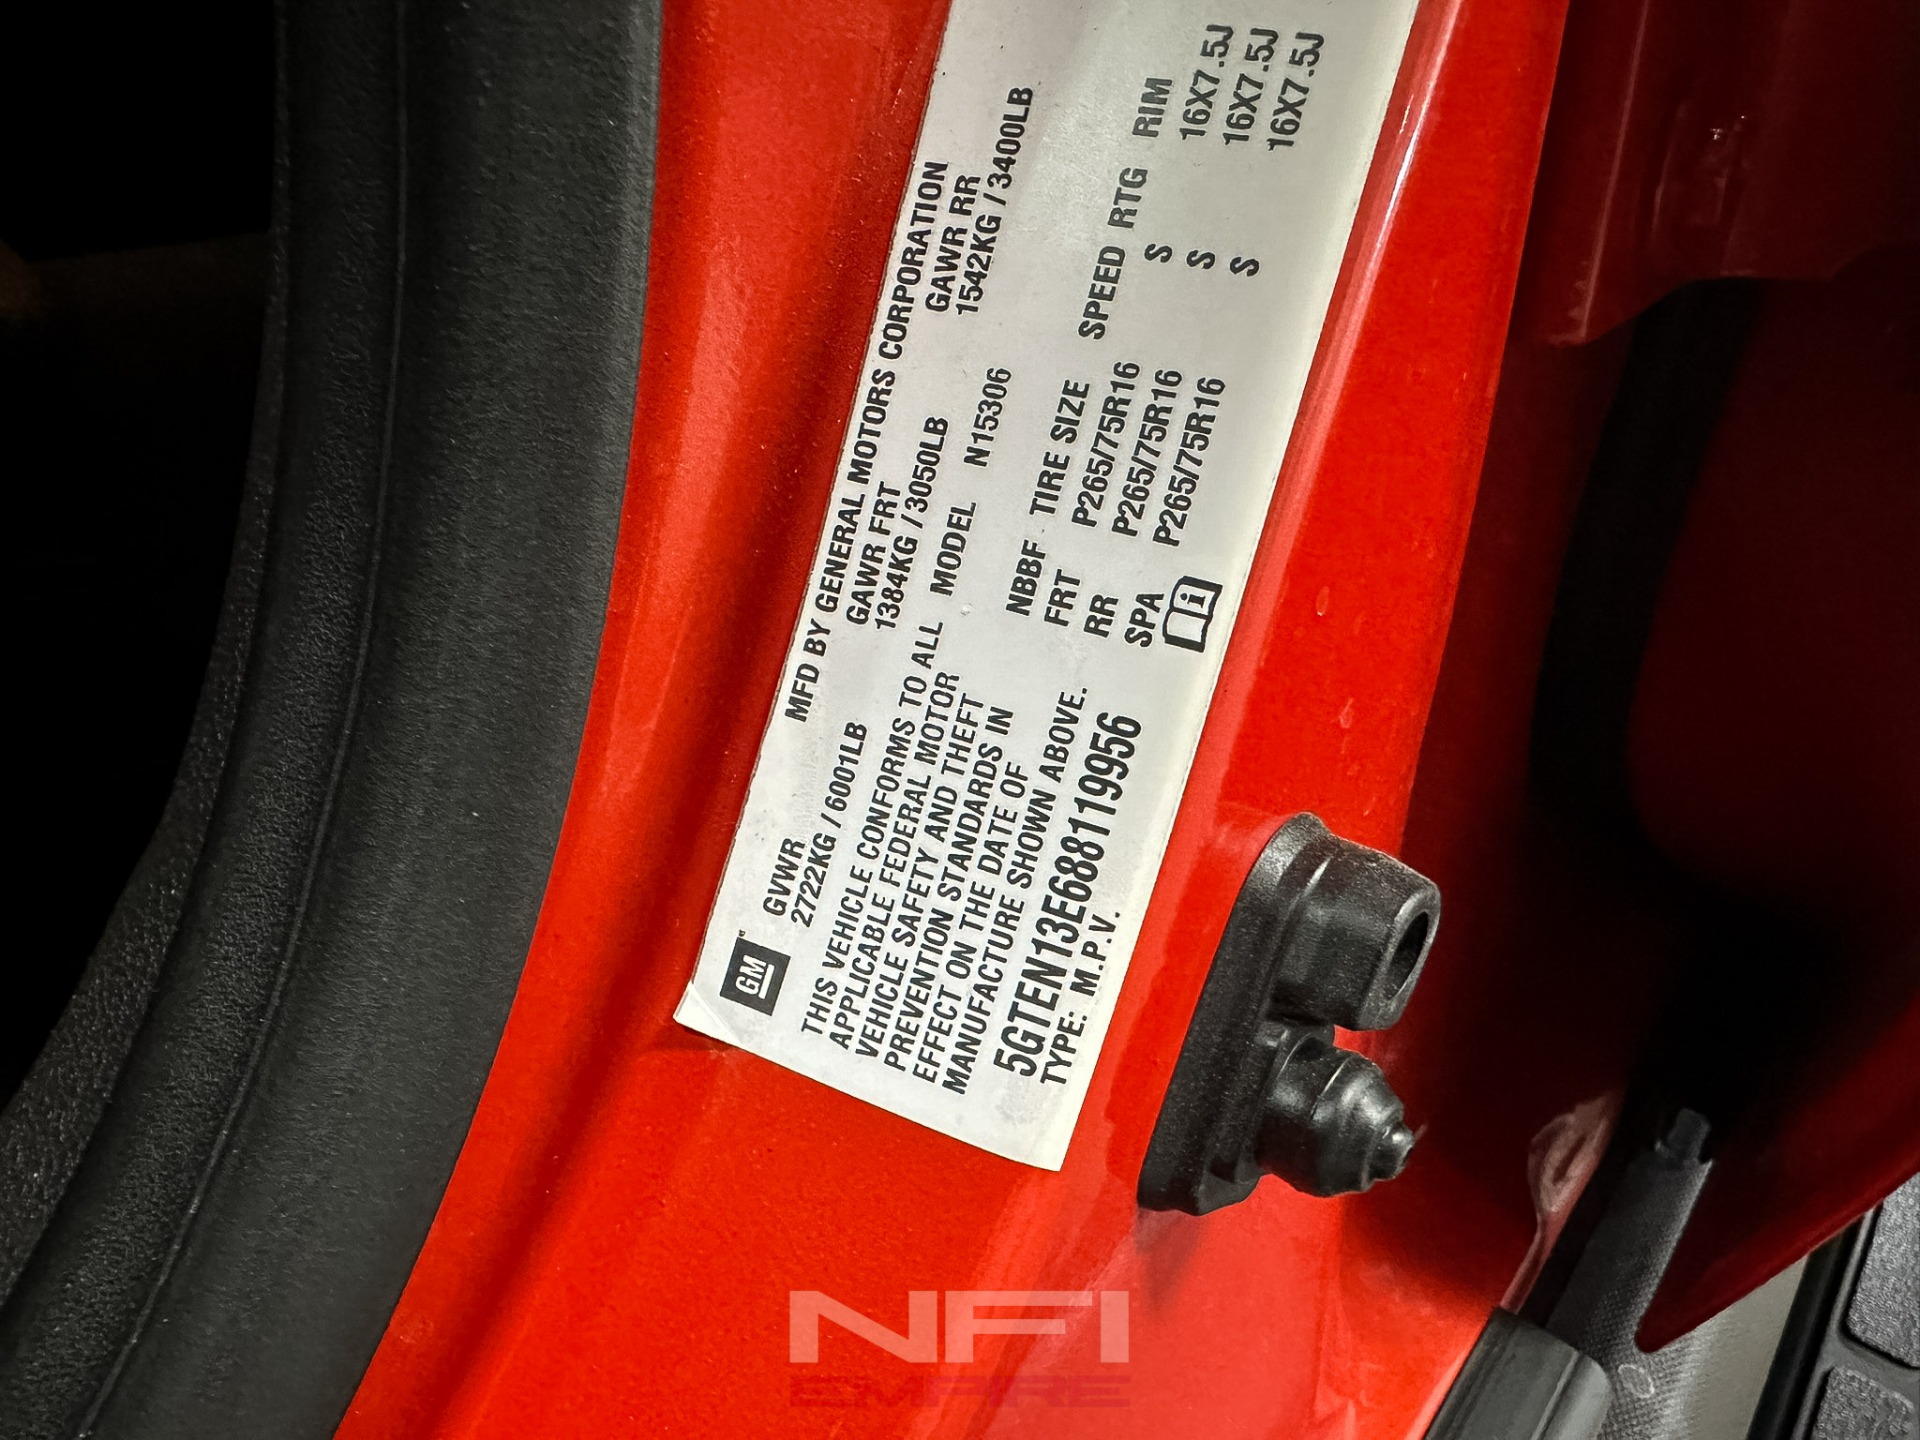 MFD BY GENERAL MOTORS CORPORATION
GVWR GAWR FRT GAWR RR
2722KG / 6001LB 1384KG / 3050LB 1542KG / 3400LB
GM
THIS VEHICLE CONFORMS TO ALL
APPLICABLE FEDERAL MOTOR
VEHICLE SAFETY AND THEFT
PREVENTION STANDARDS IN
EFFECT ON THE DATE OF
MANUFACTURE SHOWN ABOVE.
5GTEN13E688119956
TYPE: M.P.V.
MODEL N15306
NBBF TIRE SIZE SPEED RTG RIM
FRT P265/75R16 S 16X7.5J
RR P265/75R16 S 16X7.5J
SPA P265/75R16 S 16X7.5J
i
NFI
EMPIRE